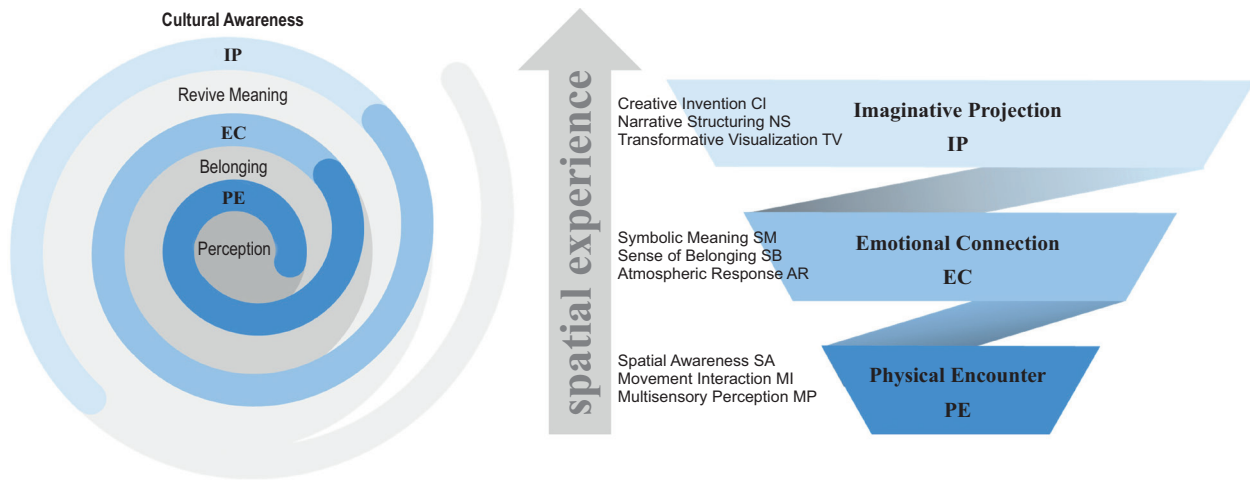 Cultural Awareness
IP
Revive Meaning
EC
Belonging
PE
Perception
spatial experience
Creative Invention CI
Narrative Structuring NS
Transformative Visualization TV
Imaginative Projection
IP
Symbolic Meaning SM
Sense of Belonging SB
Atmospheric Response AR
Emotional Connection
EC
Spatial Awareness SA
Movement Interaction MI
Multisensory Perception MP
Physical Encounter
PE